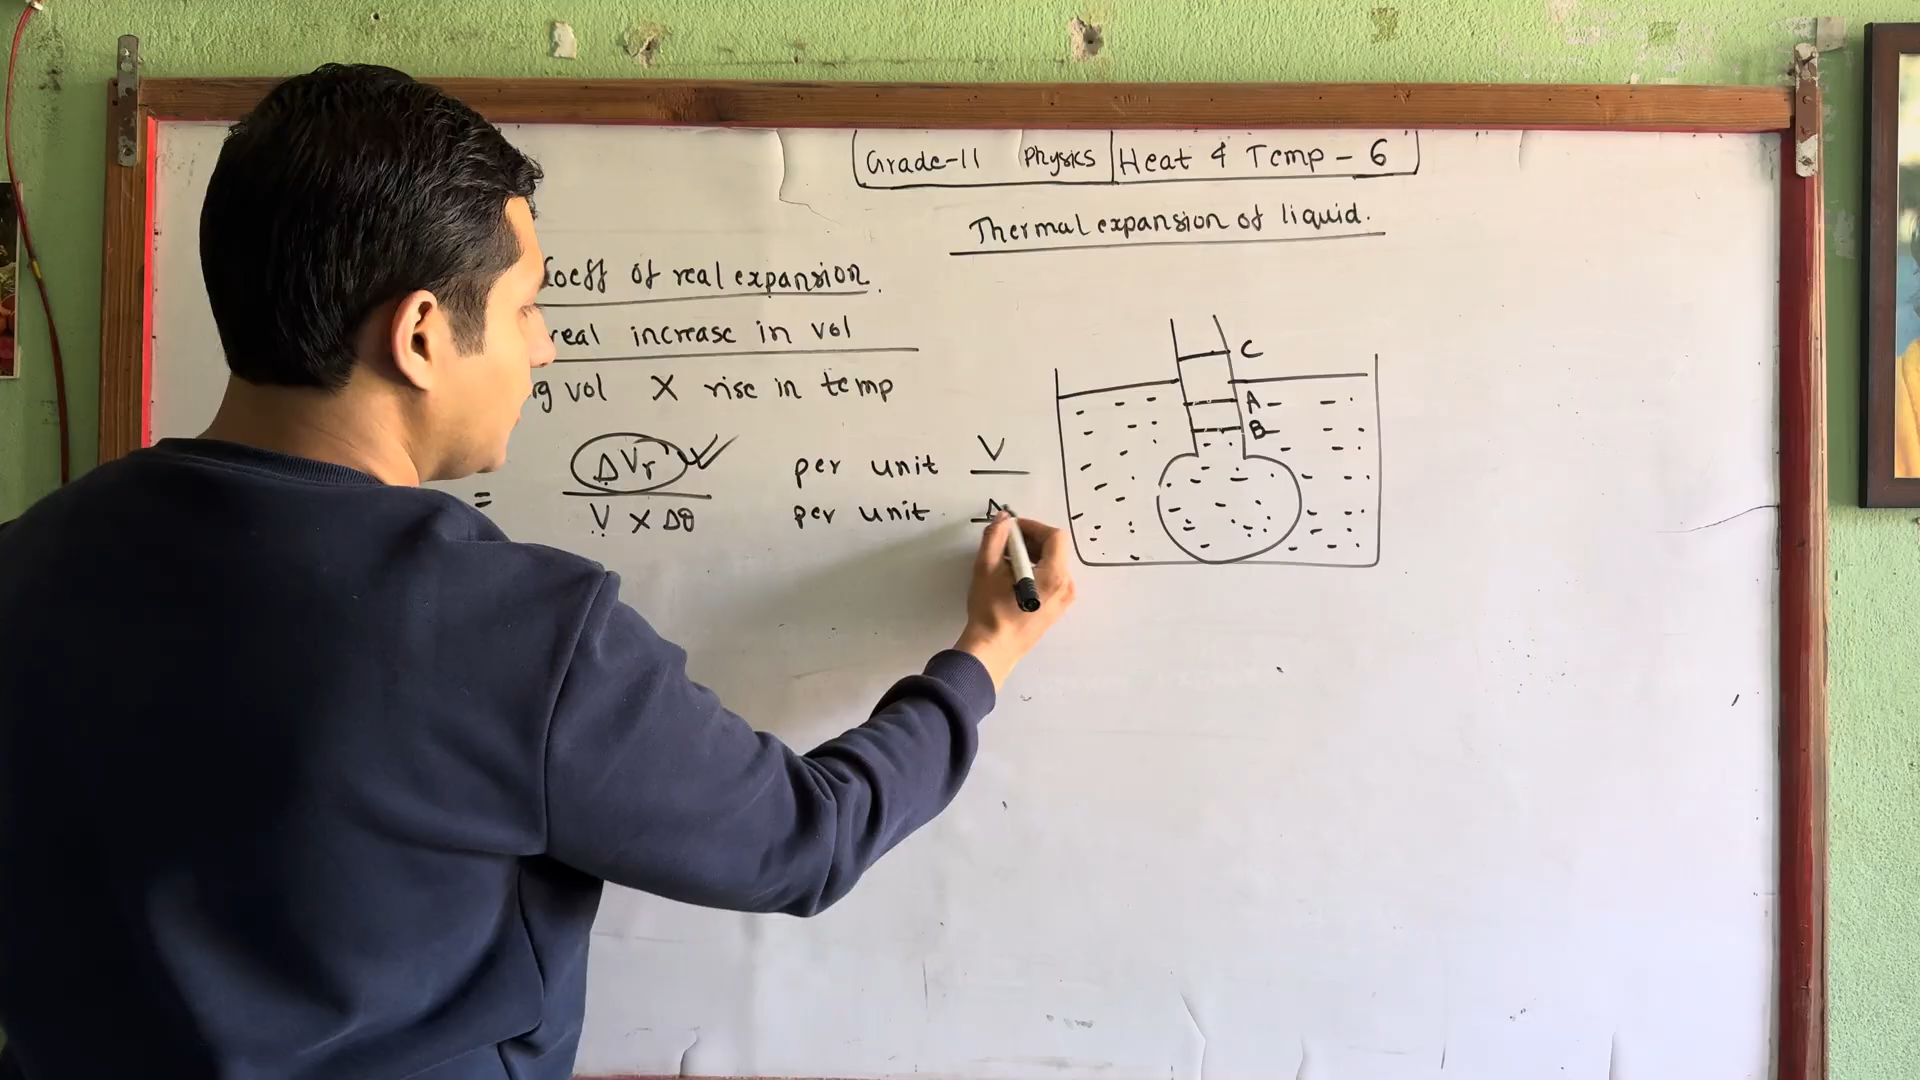 Grade-11 Physics Heat & Temp - 6
Thermal expansion of liquid.
Coeff of real expansion.
real increase in vol
vol X rise in temp
= ΔVr
V X Δθ
per unit V
per unit Δ
C
A
B